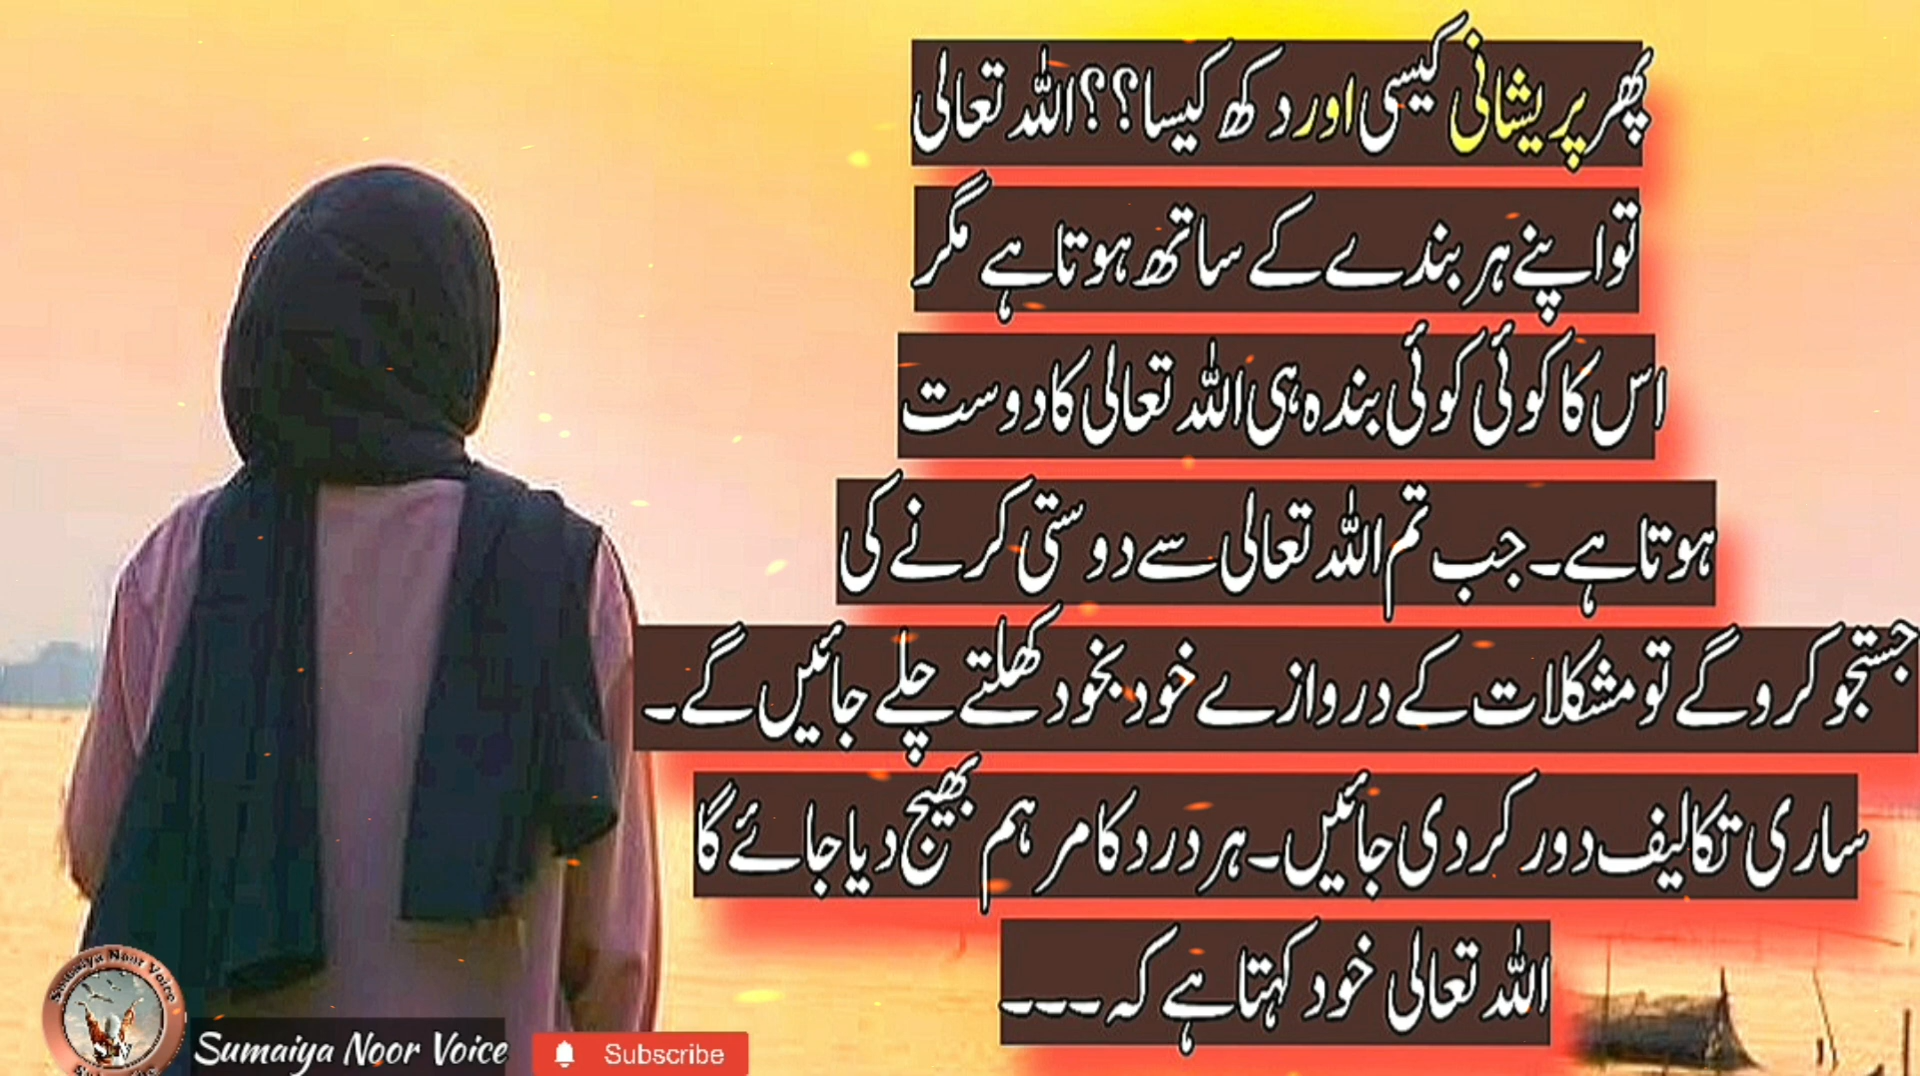 پھر پریشانی کیسی اور دکھ کیسا؟؟ اللہ تعالی
تو اپنے ہر بندے کے ساتھ ہوتا ہے مگر
اس کا کوئی کوئی بندہ ہی اللہ تعالی کا دوست
ہوتا ہے۔ جب تم اللہ تعالی سے دوستی کرنے کی
جستجو کرو گے تو مشکلات کے دروازے خود بخود کھلتے چلے جائیں گے۔
ساری تکالیف دور کر دی جائیں۔ ہر درد کا مرہم بھیج دیا جائے گا
اللہ تعالی خود کہتا ہے کہ ۔۔۔
Sumaiya Noor Voice
Sumaiya Noor Voice
Subscribe